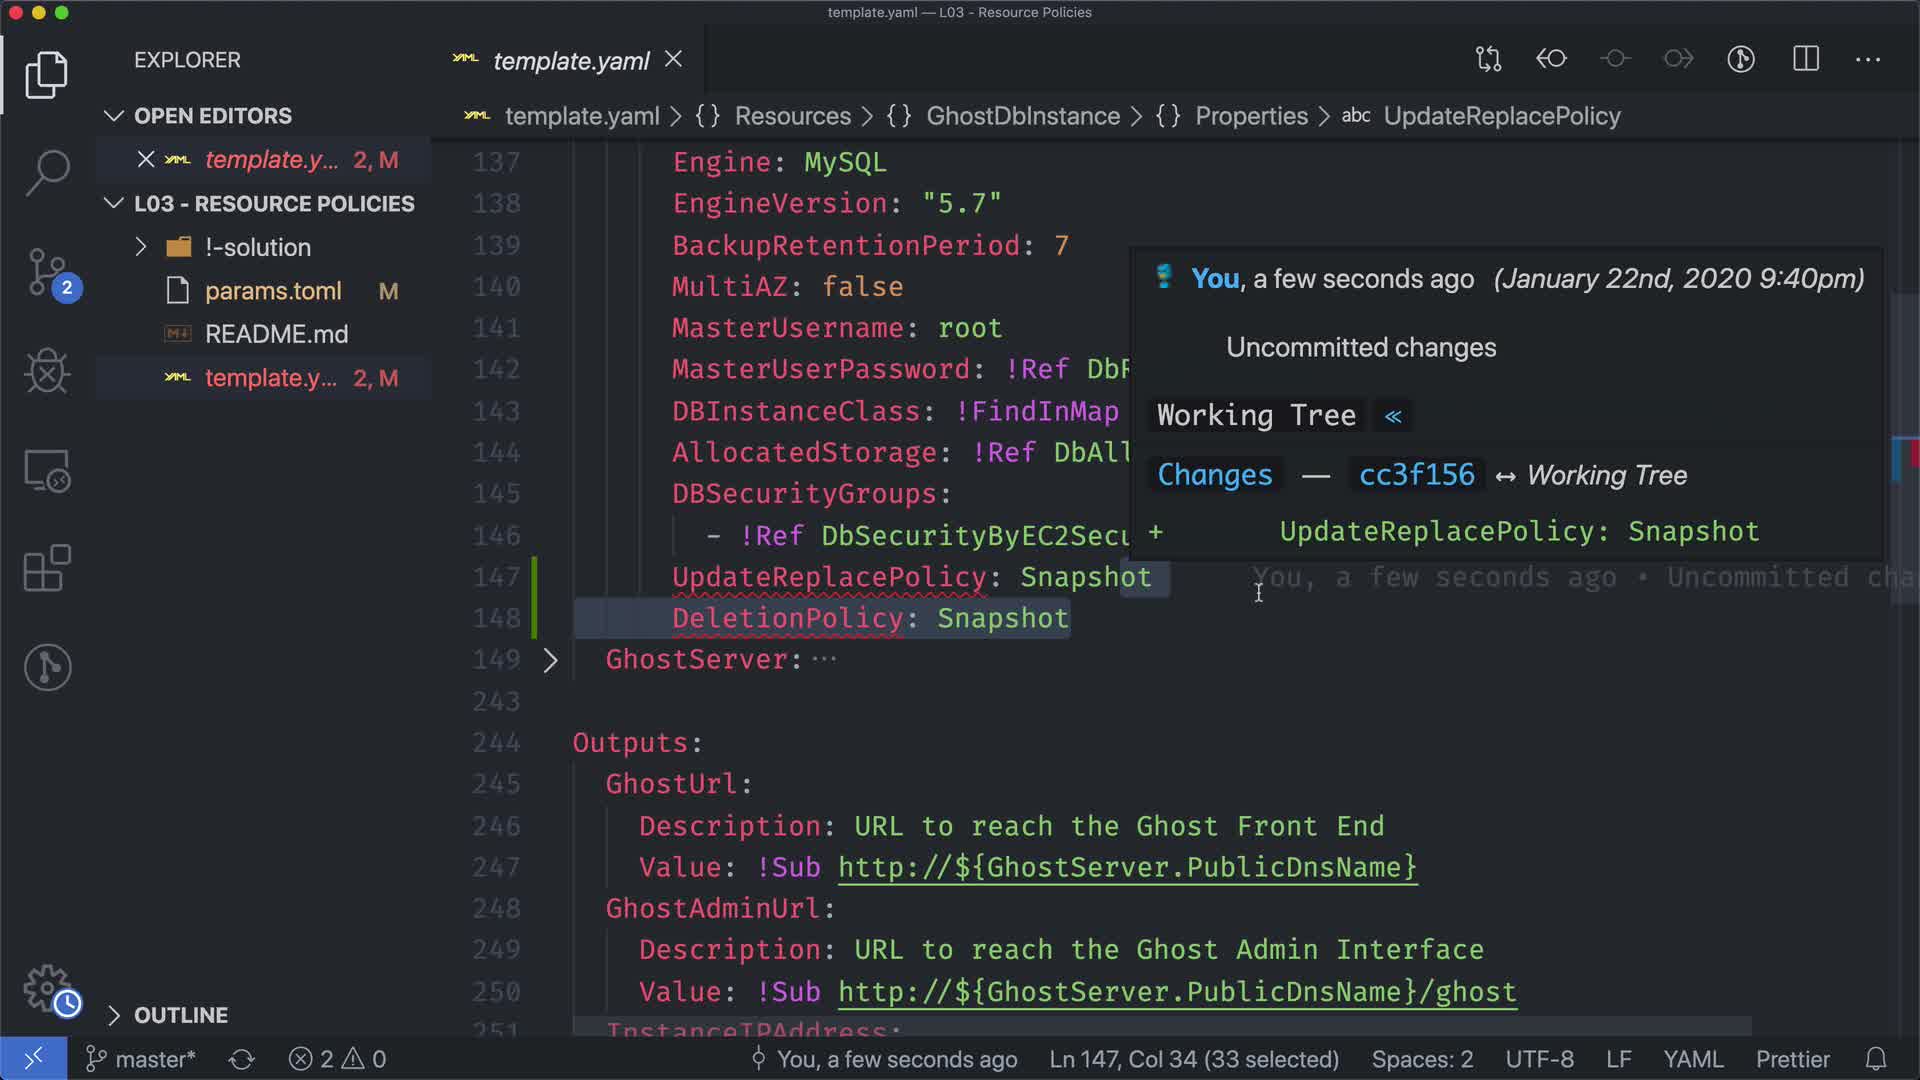 template.yaml — L03 - Resource Policies
EXPLORER
YAML template.yaml
OPEN EDITORS
YAML template.y... 2, M
L03 - RESOURCE POLICIES
!-solution
params.toml M
README.md
YAML template.y... 2, M
OUTLINE
2
YAML template.yaml > {} Resources > {} GhostDbInstance > {} Properties > abc UpdateReplacePolicy
137 Engine: MySQL
138 EngineVersion: "5.7"
139 BackupRetentionPeriod: 7
140 MultiAZ: false
141 MasterUsername: root
142 MasterUserPassword: !Ref
143 DBInstanceClass: !FindInMap
144 AllocatedStorage: !Ref DbAll
145 DBSecurityGroups:
146 - !Ref DbSecurityByEC2Secu
147 UpdateReplacePolicy: Snapshot You, a few seconds ago • Uncommitted cha
148 DeletionPolicy: Snapshot
149 GhostServer: ...
243
244 Outputs:
245 GhostUrl:
246 Description: URL to reach the Ghost Front End
247 Value: !Sub http://${GhostServer.PublicDnsName}
248 GhostAdminUrl:
249 Description: URL to reach the Ghost Admin Interface
250 Value: !Sub http://${GhostServer.PublicDnsName}/ghost
251 InstanceIPAddress:
You, a few seconds ago (January 22nd, 2020 9:40pm)
Uncommitted changes
Working Tree «
Changes — cc3f156 ↔ Working Tree
+ UpdateReplacePolicy: Snapshot
master* 2 0 You, a few seconds ago Ln 147, Col 34 (33 selected) Spaces: 2 UTF-8 LF YAML Prettier